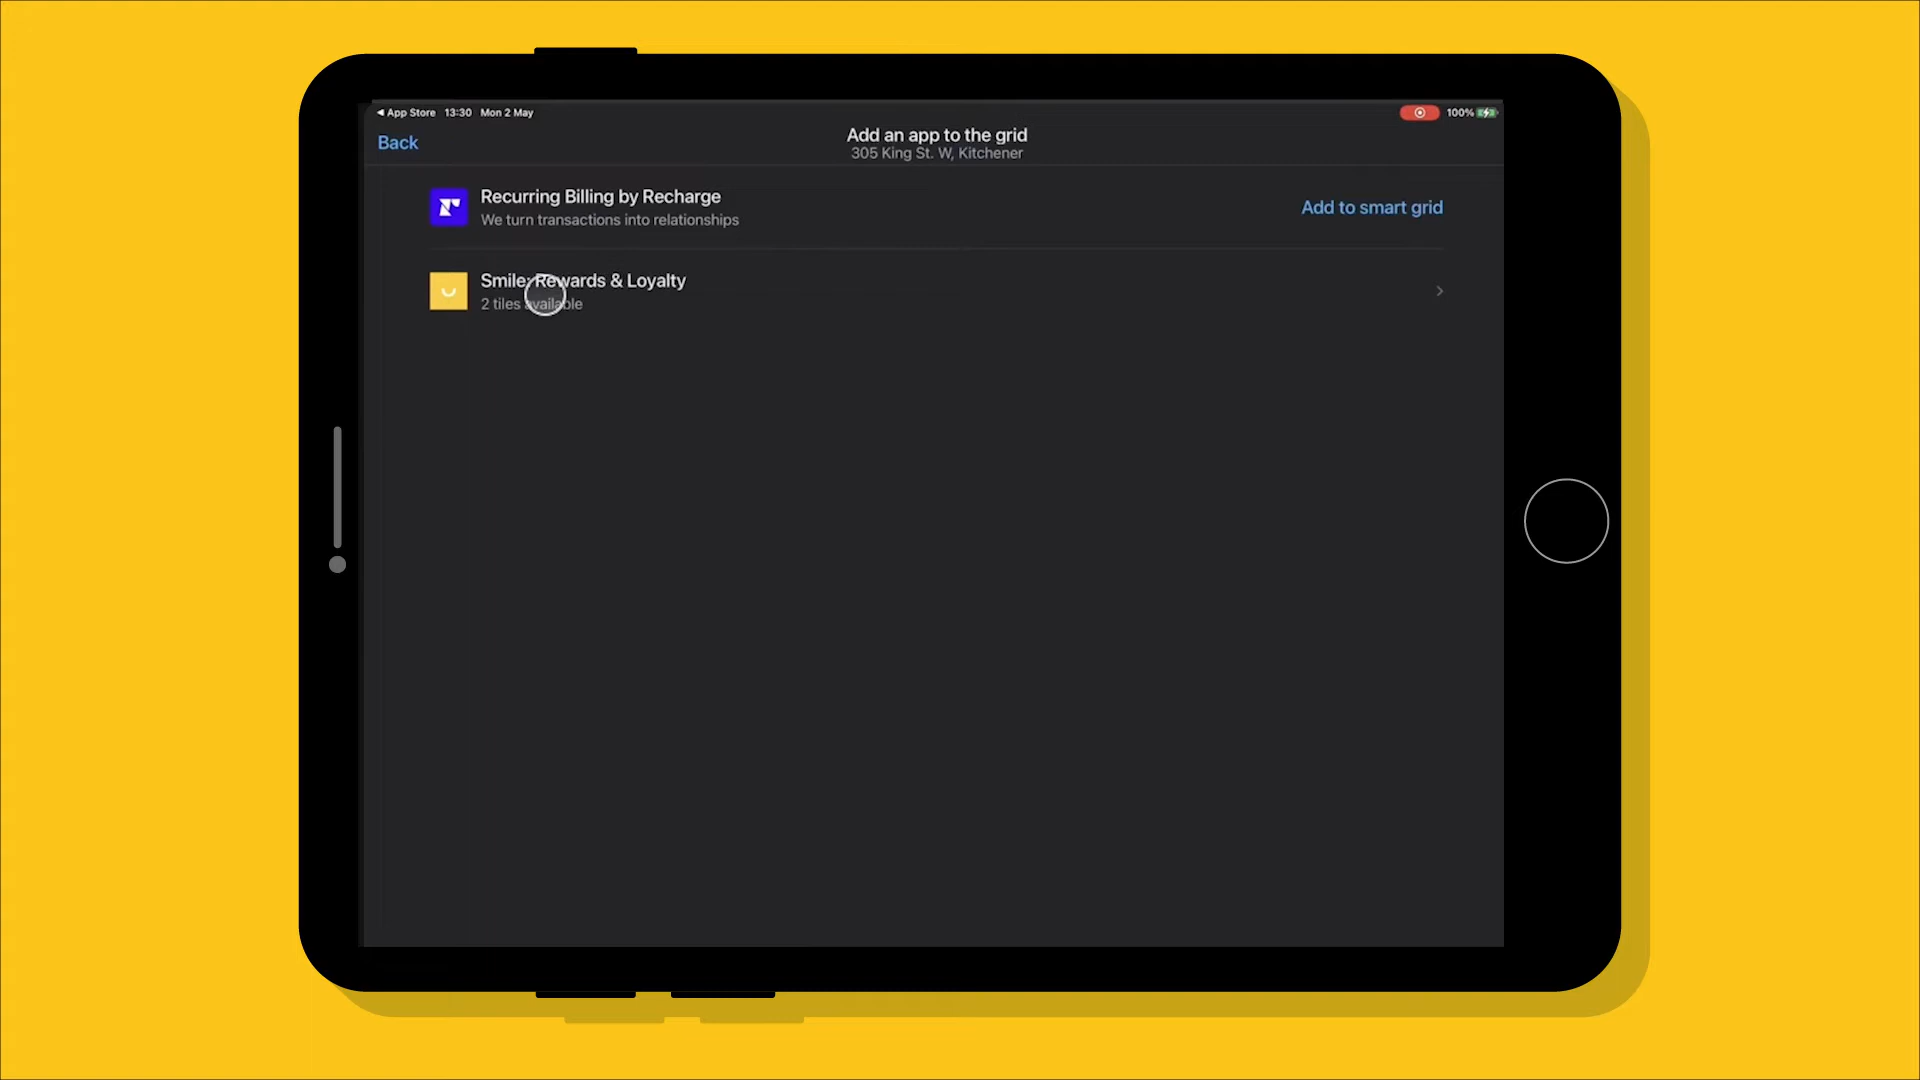 ◀ App Store 13:30 Mon 2 May
100%
Back
Add an app to the grid
305 King St. W, Kitchener
Recurring Billing by Recharge
We turn transactions into relationships
Add to smart grid
Smile: Rewards & Loyalty
2 tiles available